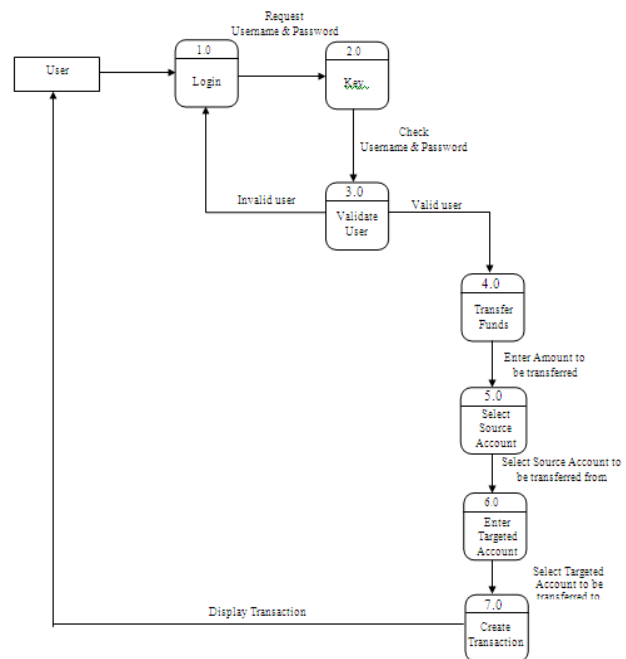 Request
Username & Password
1.0
Login
2.0
Key
User
Check
Username & Password
3.0
Validate
User
Invalid user
Valid user
4.0
Transfer
Funds
Enter Amount to
be transferred
5.0
Select
Source
Account
Select Source Account to
be transferred from
6.0
Enter
Targeted
Account
Select Targeted
Account to be
transferred to
7.0
Create
Transaction
Display Transaction